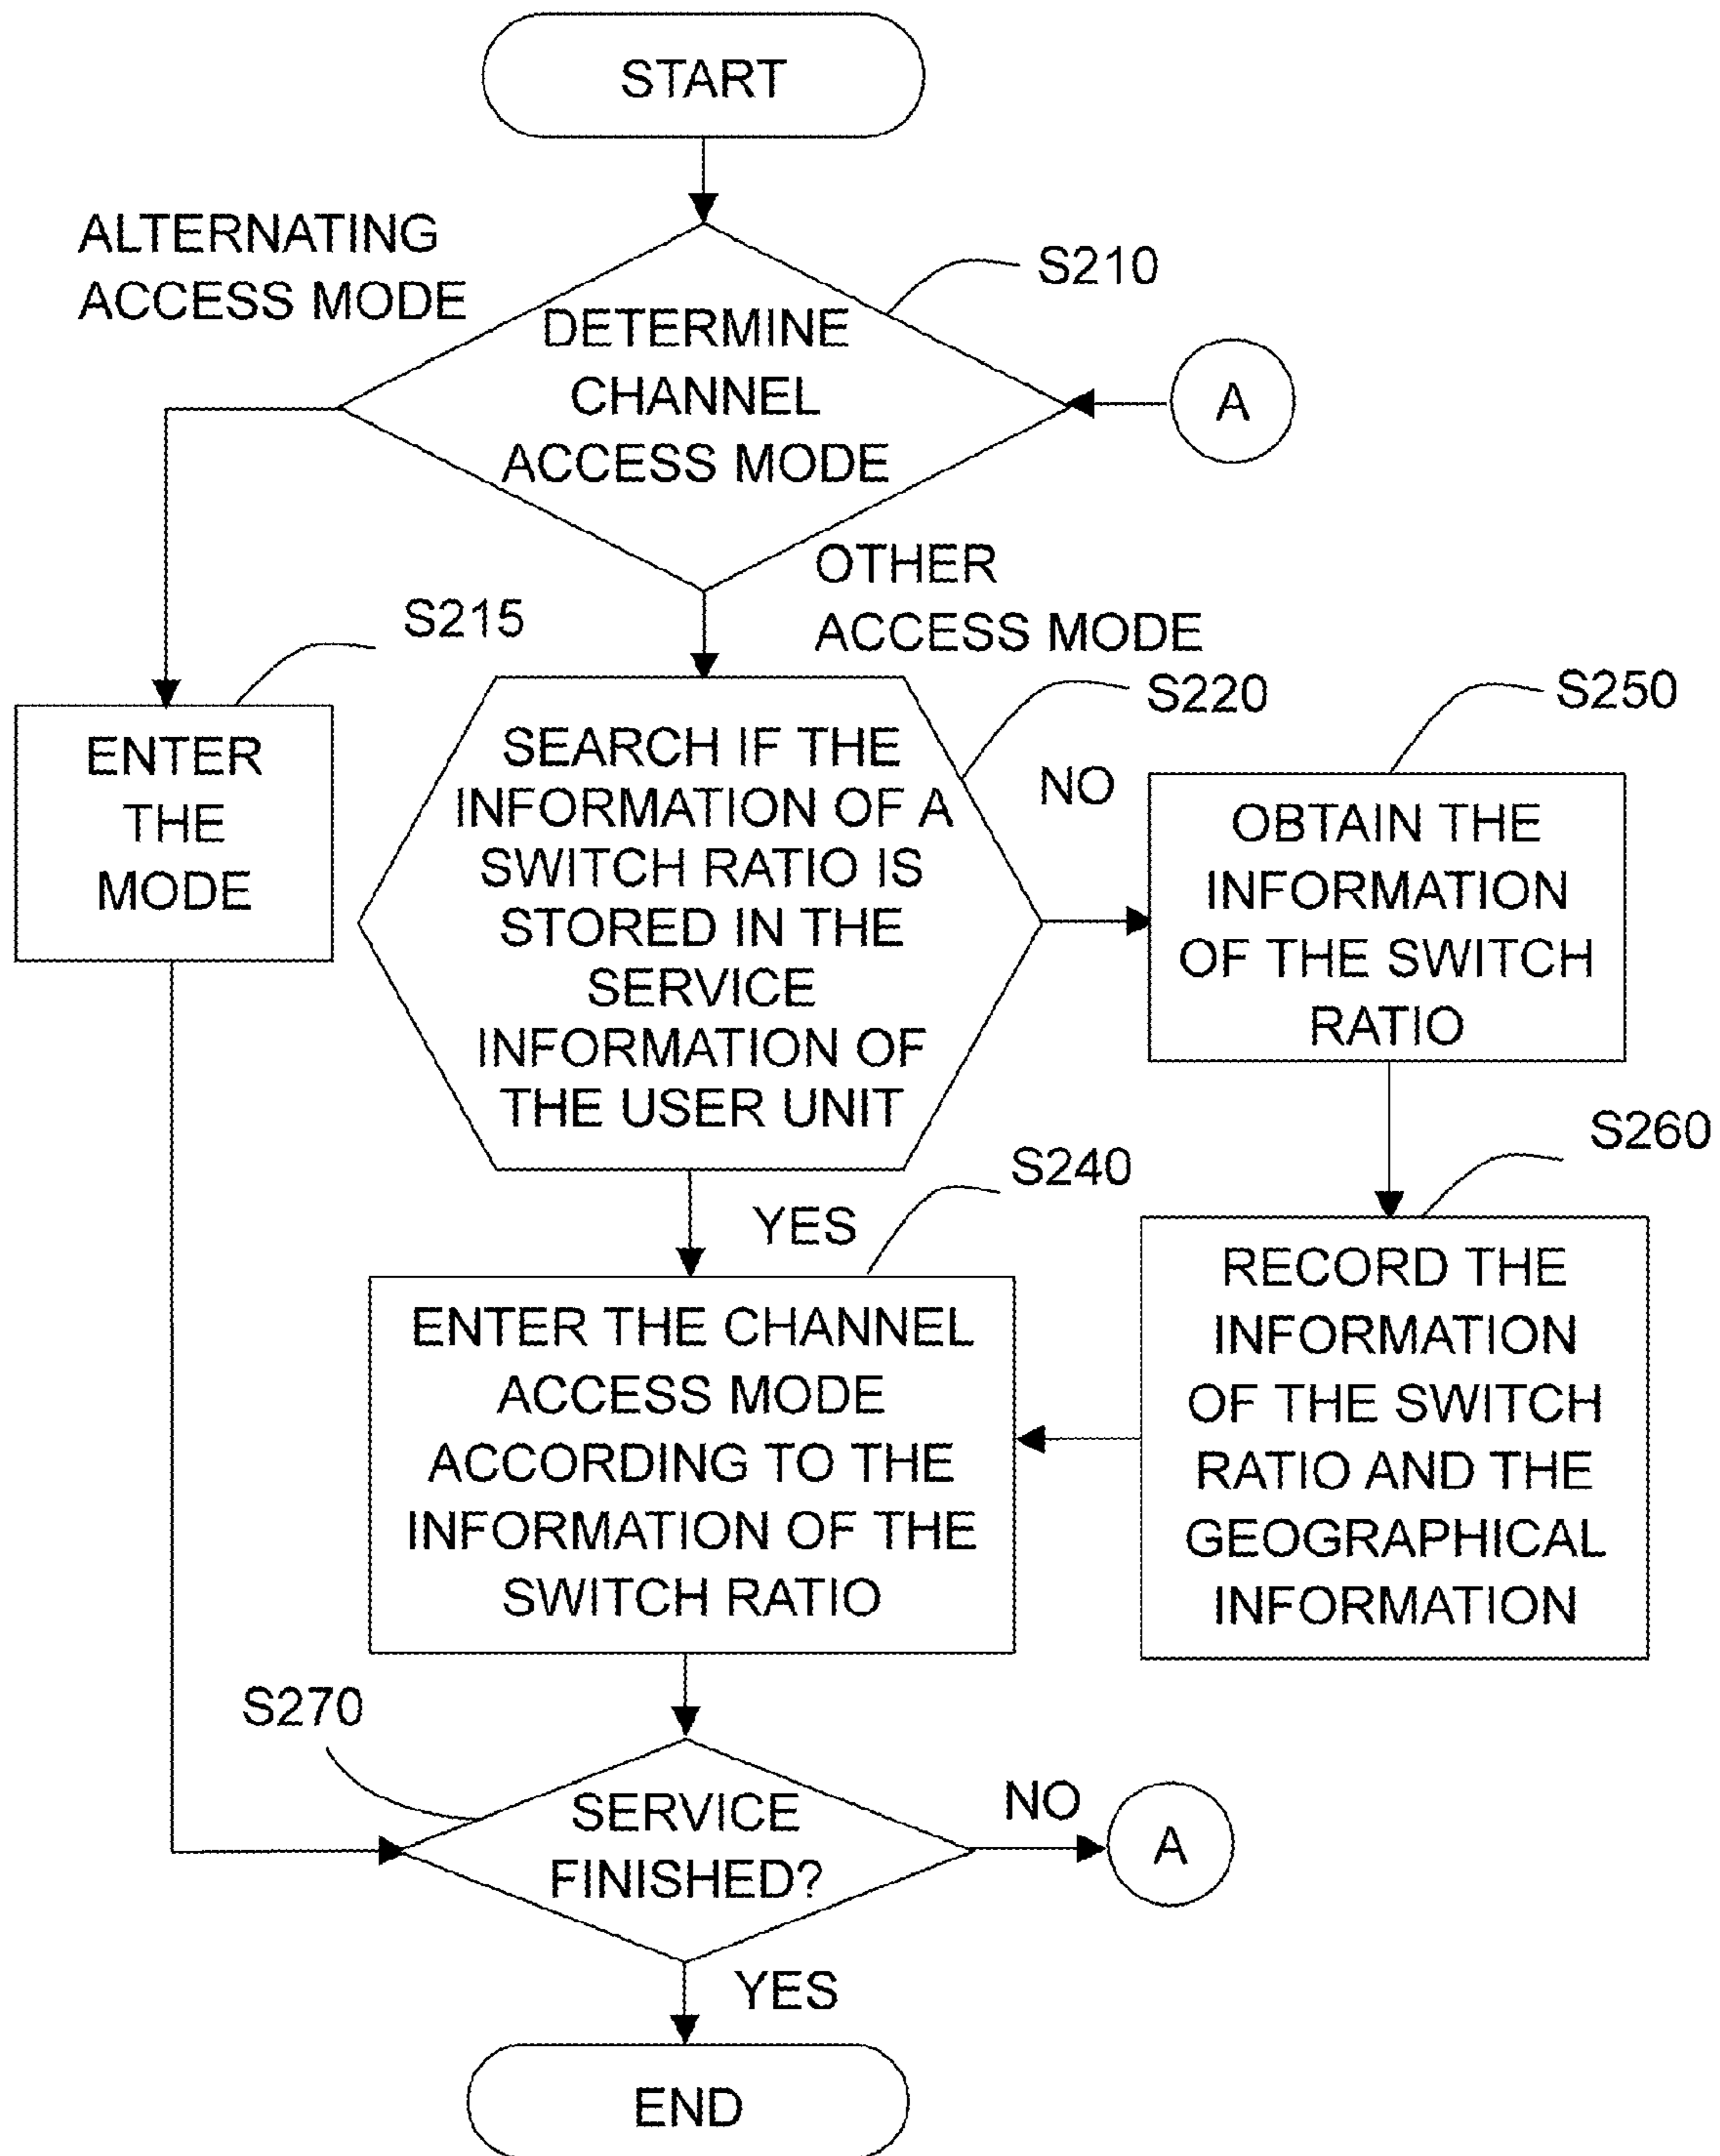 START
ALTERNATING
ACCESS MODE
S210
DETERMINE
CHANNEL
ACCESS MODE
A
OTHER
ACCESS MODE
S215
ENTER
THE
MODE
S220
SEARCH IF THE
INFORMATION OF A
SWITCH RATIO IS
STORED IN THE
SERVICE
INFORMATION OF
THE USER UNIT
NO
S250
OBTAIN THE
INFORMATION
OF THE SWITCH
RATIO
YES
S240
ENTER THE CHANNEL
ACCESS MODE
ACCORDING TO THE
INFORMATION OF THE
SWITCH RATIO
S260
RECORD THE
INFORMATION
OF THE SWITCH
RATIO AND THE
GEOGRAPHICAL
INFORMATION
S270
SERVICE
FINISHED?
NO
A
YES
END